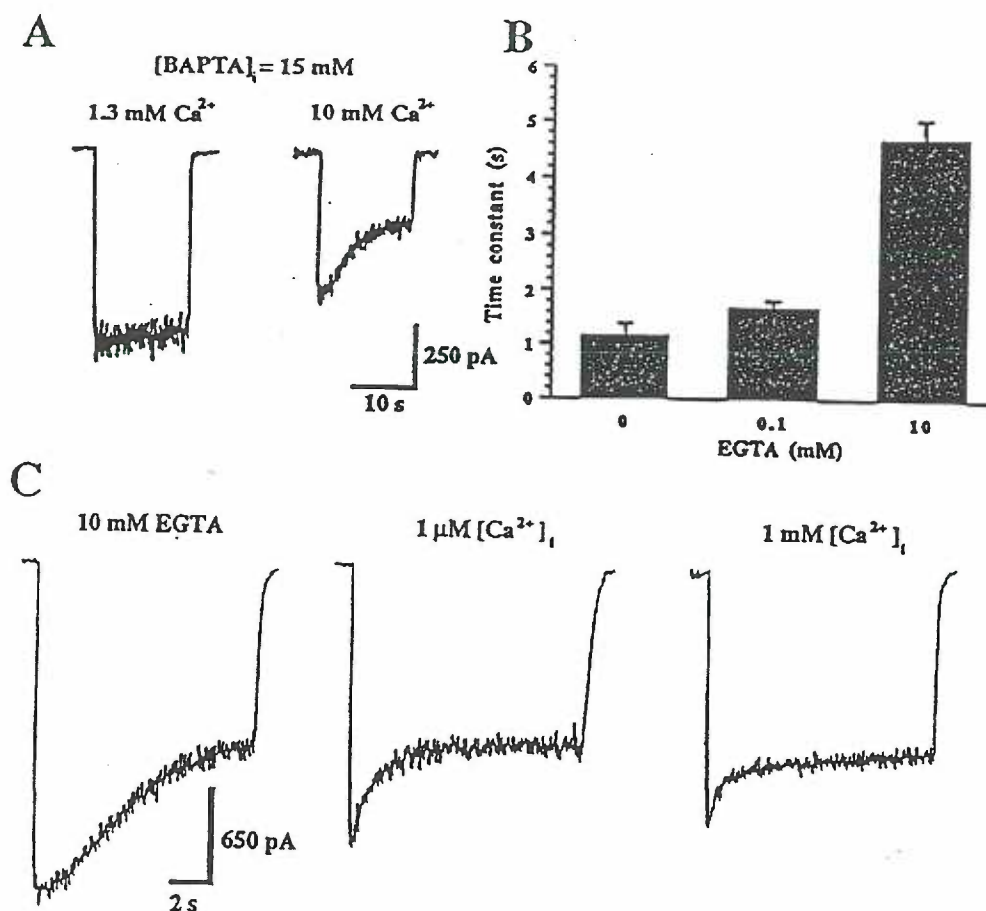 A
[BAPTA]i = 15 mM
1.3 mM Ca2+
10 mM Ca2+
250 pA
10 s
B
Time constant (s)
6
5
4
3
2
1
0
0
0.1
10
EGTA (mM)
C
10 mM EGTA
1 μM [Ca2+]i
1 mM [Ca2+]i
650 pA
2 s